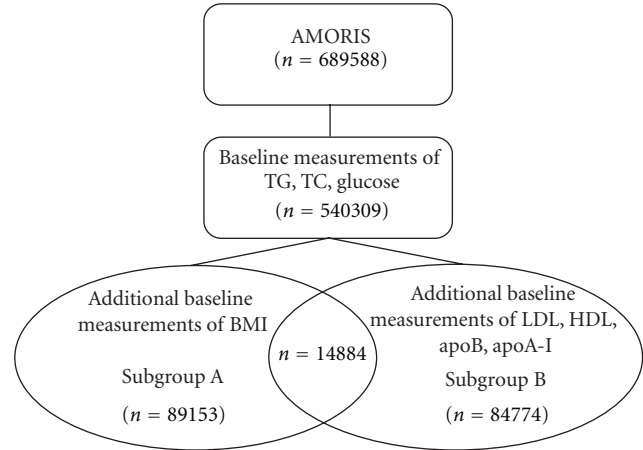 AMORIS
(n = 689588)
Baseline measurements of
TG, TC, glucose
(n = 540309)
Additional baseline
measurements of BMI
Subgroup A
(n = 89153)
n = 14884
Additional baseline
measurements of LDL, HDL,
apoB, apoA-I
Subgroup B
(n = 84774)